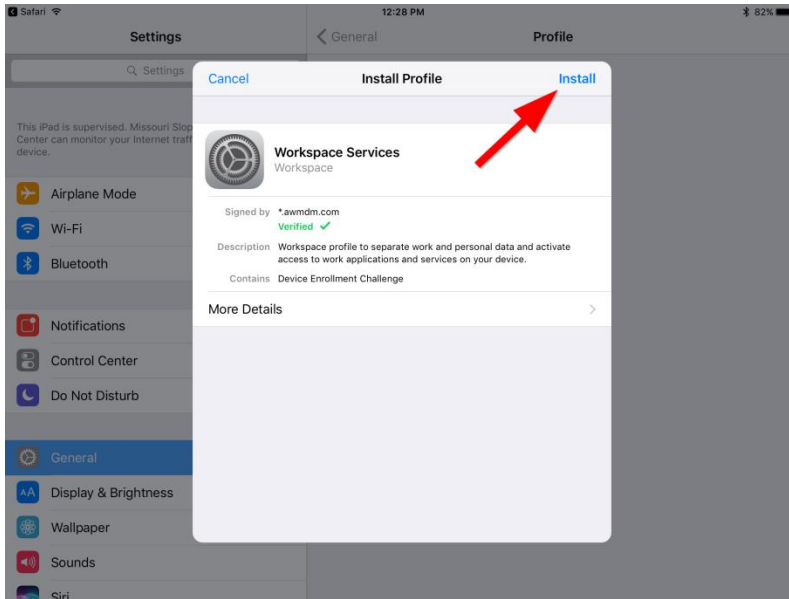 Safari
12:28 PM
82%
Settings
General
Profile
Settings
Cancel
Install Profile
Install
This iPad is supervised. Missouri Slop
Center can monitor your Internet traff
device.
Workspace Services
Workspace
Signed by *.awmdm.com
Verified ✓
Description Workspace profile to separate work and personal data and activate
access to work applications and services on your device.
Contains Device Enrollment Challenge
More Details
Airplane Mode
Wi-Fi
Bluetooth
Notifications
Control Center
Do Not Disturb
General
AA Display & Brightness
Wallpaper
Sounds
Siri